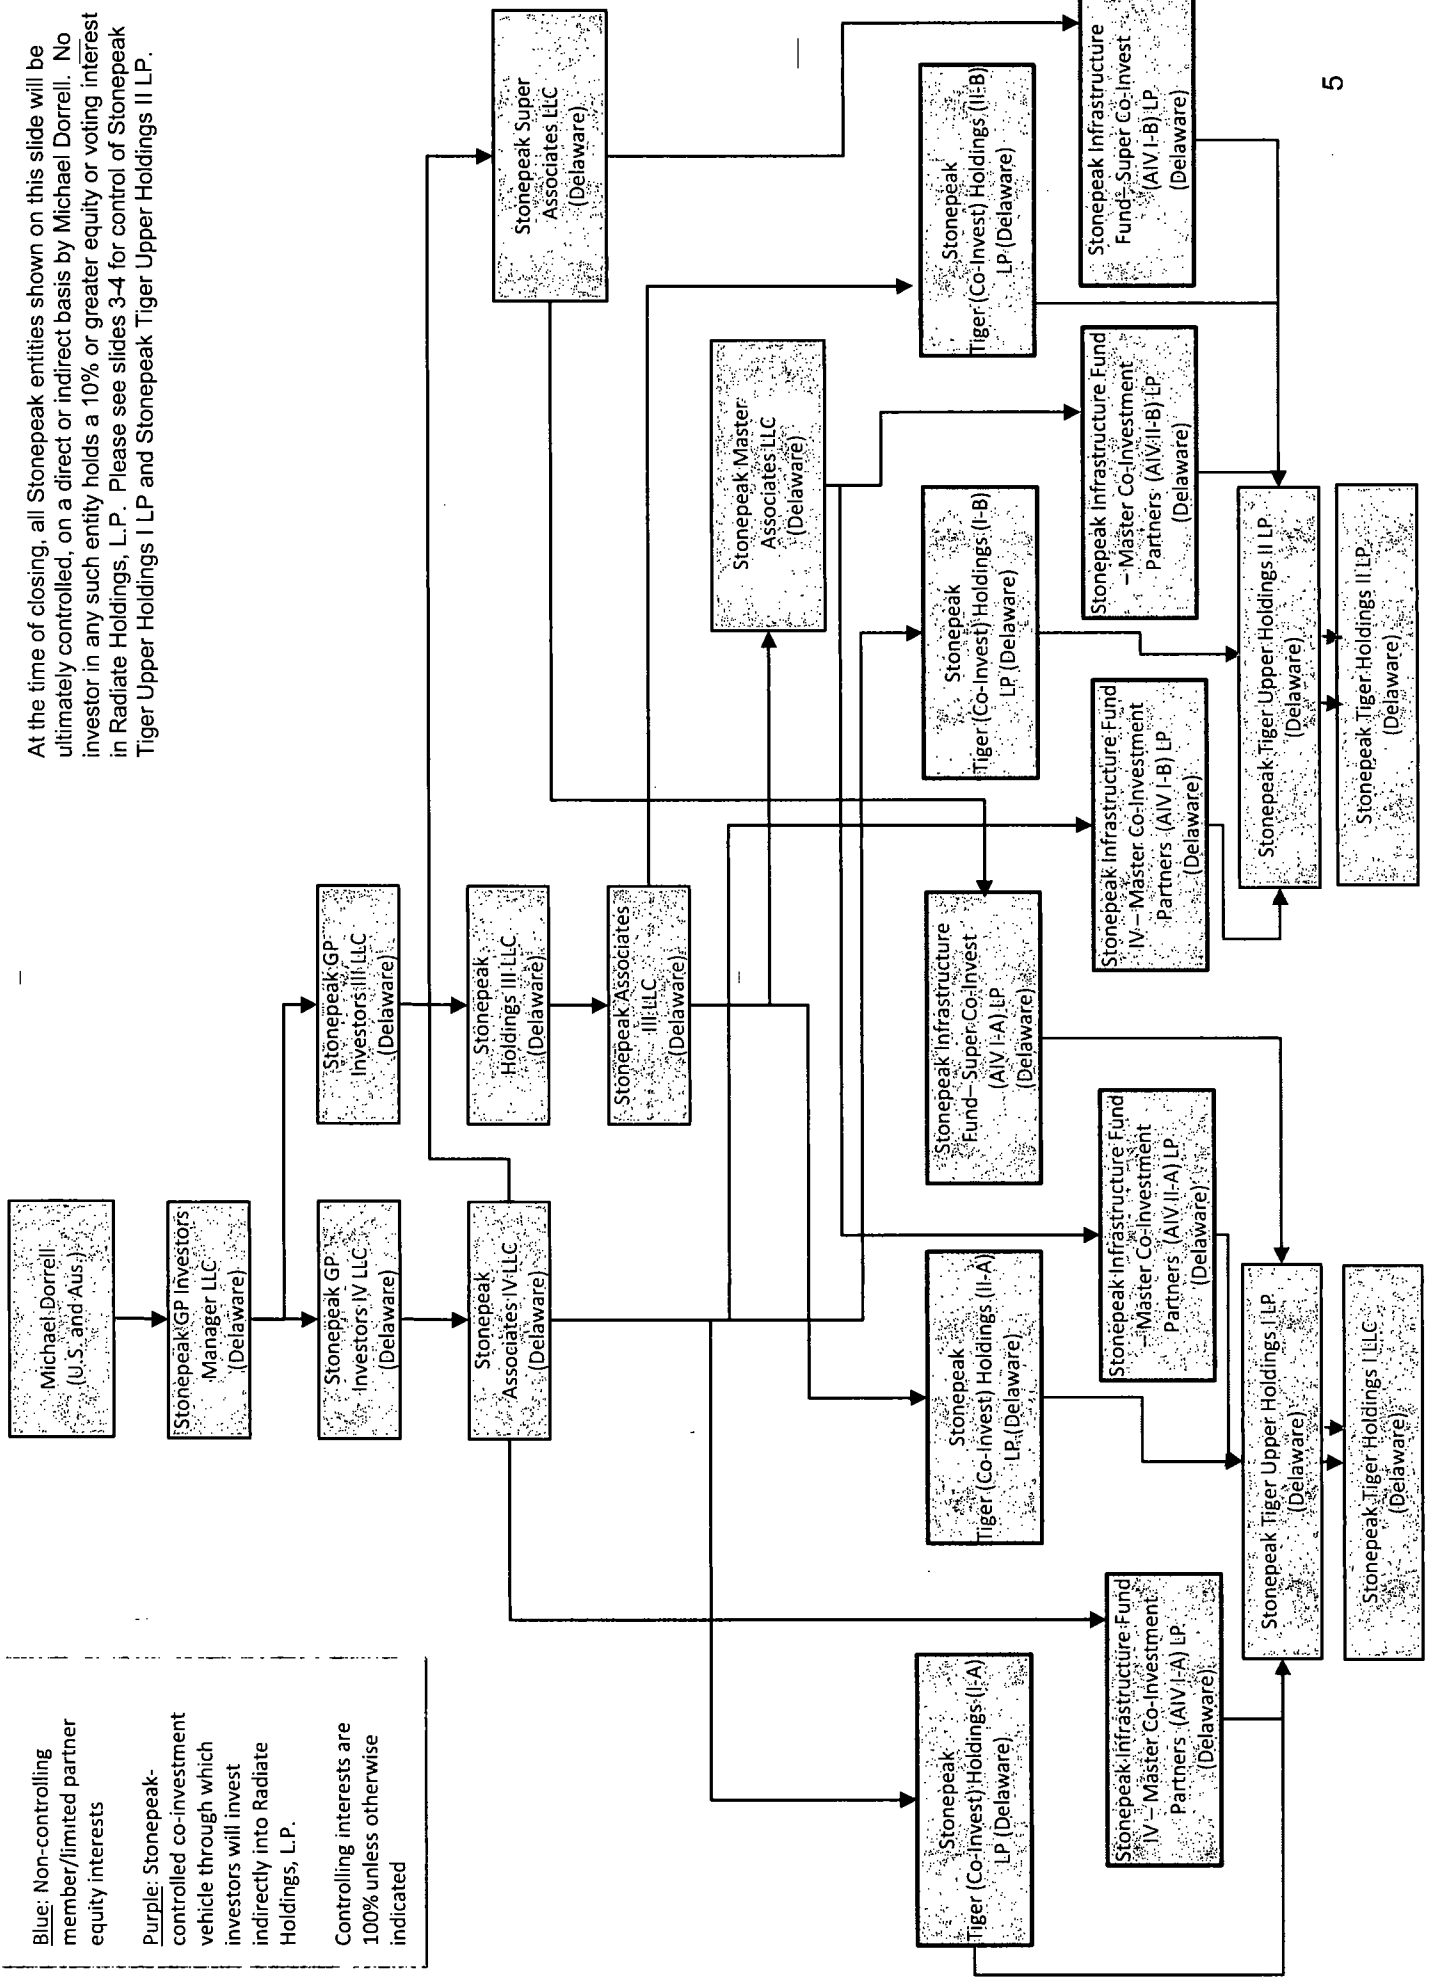 Blue: Non-controlling
member/limited partner
equity interests
Purple: Stonepeak-
controlled co-investment
vehicle through which
investors will invest
indirectly into Radiate
Holdings, L.P.
Controlling interests are
100% unless otherwise
indicated
At the time of closing, all Stonepeak entities shown on this slide will be
ultimately controlled, on a direct or indirect basis by Michael Dorrell. No
investor in any such entity holds a 10% or greater equity or voting interest
in Radiate Holdings, L.P. Please see slides 3-4 for control of Stonepeak
Tiger Upper Holdings I LP and Stonepeak Tiger Upper Holdings II LP.
Michael Dorrell
(U.S. and Aus.)
Stonepeak GP Investors
Manager LLC
(Delaware)
Stonepeak GP
Investors IV LLC
(Delaware)
Stonepeak GP
Investors III LLC
(Delaware)
Stonepeak
Associates IV LLC
(Delaware)
Stonepeak
Holdings III LLC
(Delaware)
Stonepeak Super
Associates LLC
(Delaware)
Stonepeak Associates
III LLC
(Delaware)
Stonepeak Master
Associates LLC
(Delaware)
Stonepeak
Tiger (Co-Invest) Holdings (I-A)
LP (Delaware)
Stonepeak
Tiger (Co-Invest) Holdings (II-A)
LP (Delaware)
Stonepeak Infrastructure
Fund– Super Co-Invest
(AIV I-A) LP
(Delaware)
Stonepeak
Tiger (Co-Invest) Holdings (I-B)
LP (Delaware)
Stonepeak
Tiger (Co-Invest) Holdings (II-B)
LP (Delaware)
Stonepeak Infrastructure Fund
IV – Master Co-Investment
Partners (AIV I-A) LP
(Delaware)
Stonepeak Infrastructure Fund
– Master Co-Investment
Partners (AIV II-A) LP
(Delaware)
Stonepeak Infrastructure Fund
IV – Master Co-Investment
Partners (AIV I-B) LP
(Delaware)
Stonepeak Infrastructure Fund
– Master Co-Investment
Partners (AIV II-B) LP
(Delaware)
Stonepeak Infrastructure
Fund– Super Co-Invest
(AIV I-B) LP
(Delaware)
Stonepeak Tiger Upper Holdings I LP
(Delaware)
Stonepeak Tiger Upper Holdings II LP
(Delaware)
Stonepeak Tiger Holdings I LLC
(Delaware)
Stonepeak Tiger Holdings II LP
(Delaware)
5